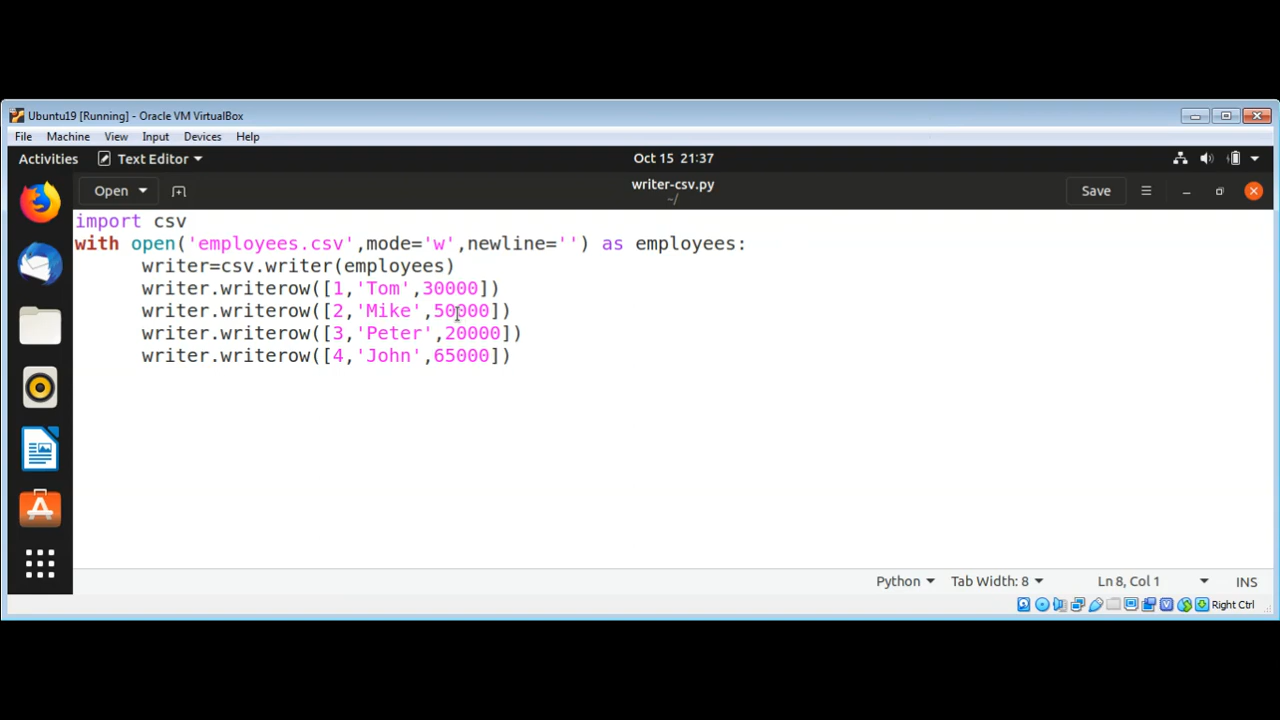 Ubuntu19 [Running] - Oracle VM VirtualBox
File Machine View Input Devices Help
Activities Text Editor Oct 15 21:37
Open writer-csv.py Save
~/
import csv
with open('employees.csv',mode='w',newline='') as employees:
writer=csv.writer(employees)
writer.writerow([1,'Tom',30000])
writer.writerow([2,'Mike',50000])
writer.writerow([3,'Peter',20000])
writer.writerow([4,'John',65000])
Python Tab Width: 8 Ln 8, Col 1 INS
Right Ctrl